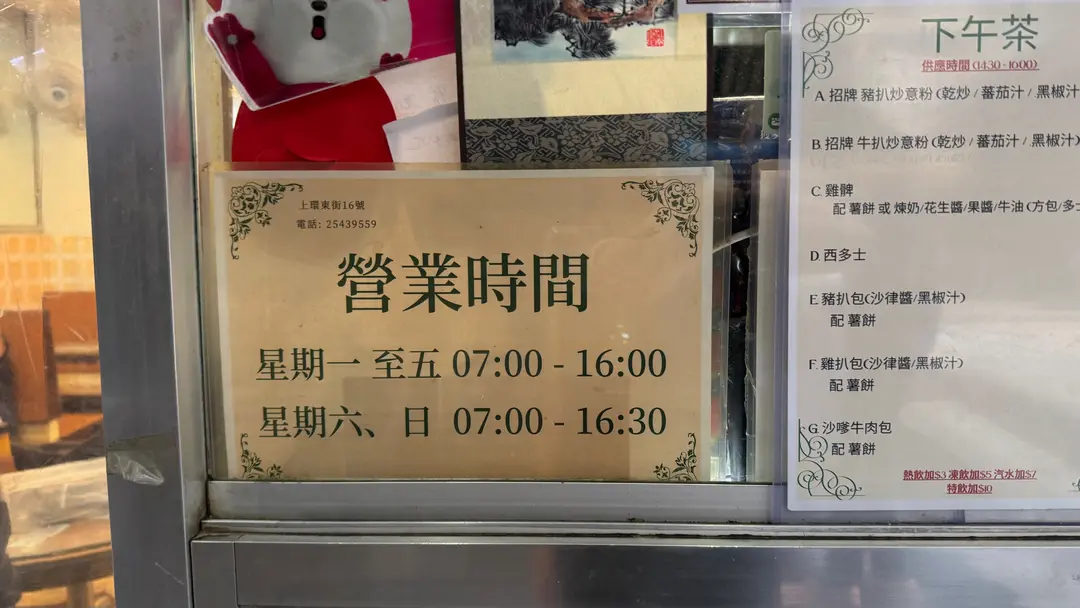 上環東街16號
電話: 25439559
營業時間
星期一 至五 07:00 - 16:00
星期六、日 07:00 - 16:30
下午茶
供應時間 (14:30 - 16:00)
A. 招牌 豬扒炒意粉 (乾炒 / 蕃茄汁 / 黑椒汁
B. 招牌 牛扒炒意粉 (乾炒 / 蕃茄汁 / 黑椒汁)
C. 雞髀
配 薯餅 或 煉奶/花生醬/果醬/牛油 (方包/多士
D. 西多士
E. 豬扒包(沙律醬/黑椒汁)
配 薯餅
F. 雞扒包(沙律醬/黑椒汁)
配 薯餅
G. 沙嗲牛肉包
配 薯餅
熱飲加$3 凍飲加$5 汽水加$7
特飲加$10